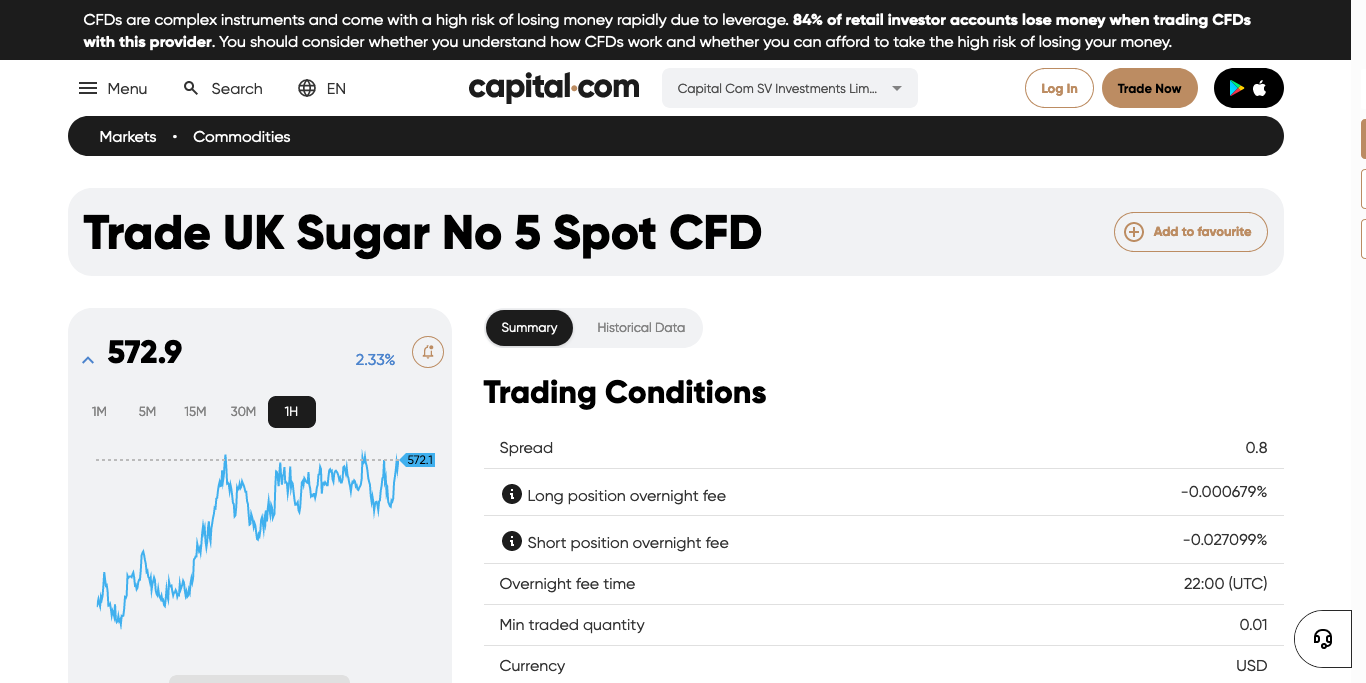 CFDs are complex instruments and come with a high risk of losing money rapidly due to leverage. 84% of retail investor accounts lose money when trading CFDs
with this provider. You should consider whether you understand how CFDs work and whether you can afford to take the high risk of losing your money.
Menu Search EN capital.com Capital Com SV Investments Lim... Log In Trade Now
Markets • Commodities
Trade UK Sugar No 5 Spot CFD
Add to favourite
572.9
2.33%
1M 5M 15M 30M 1H
572.1
Summary Historical Data
Trading Conditions
Spread 0.8
Long position overnight fee -0.000679%
Short position overnight fee -0.027099%
Overnight fee time 22:00 (UTC)
Min traded quantity 0.01
Currency USD